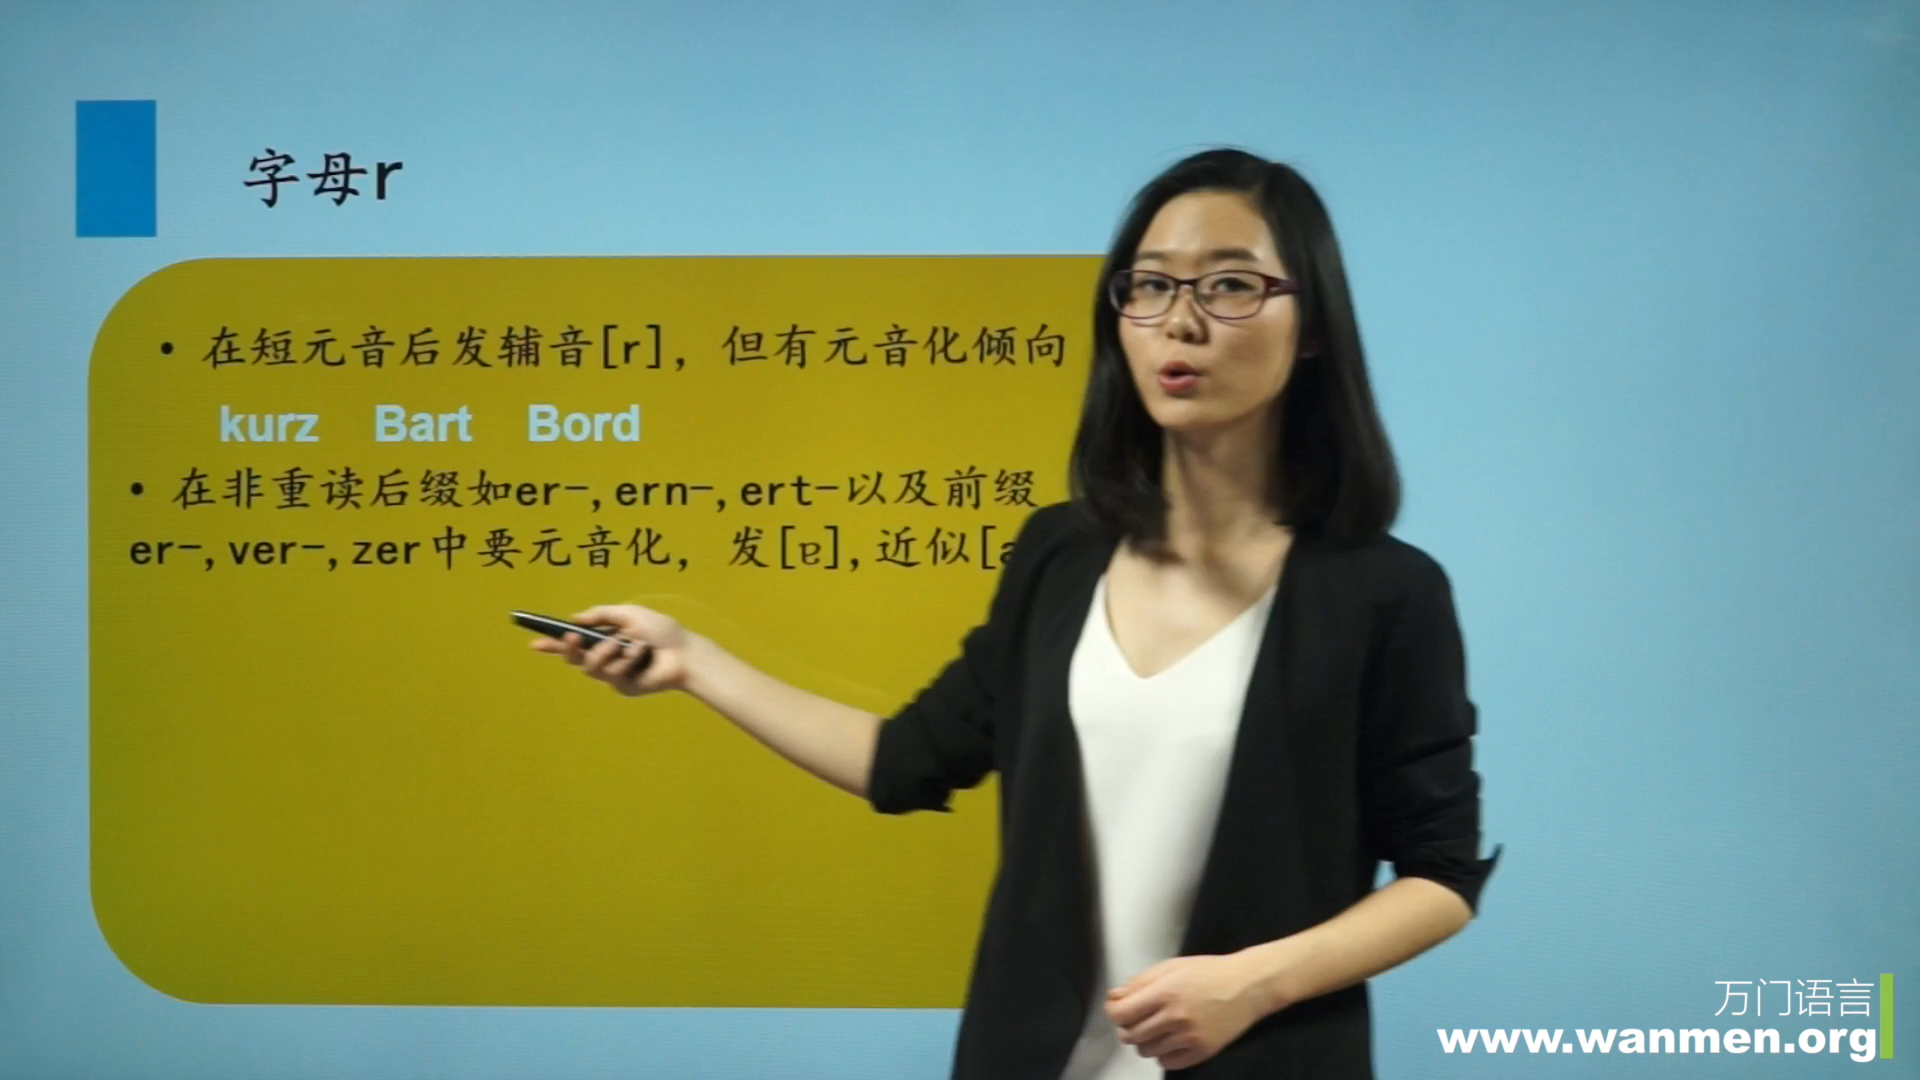 字母r
• 在短元音后发辅音[r], 但有元音化倾向
kurz Bart Bord
• 在非重读后缀如er-,ern-,ert-以及前缀
er-,ver-,zer中要元音化, 发[ɐ],近似[a
万门语言
www.wanmen.org